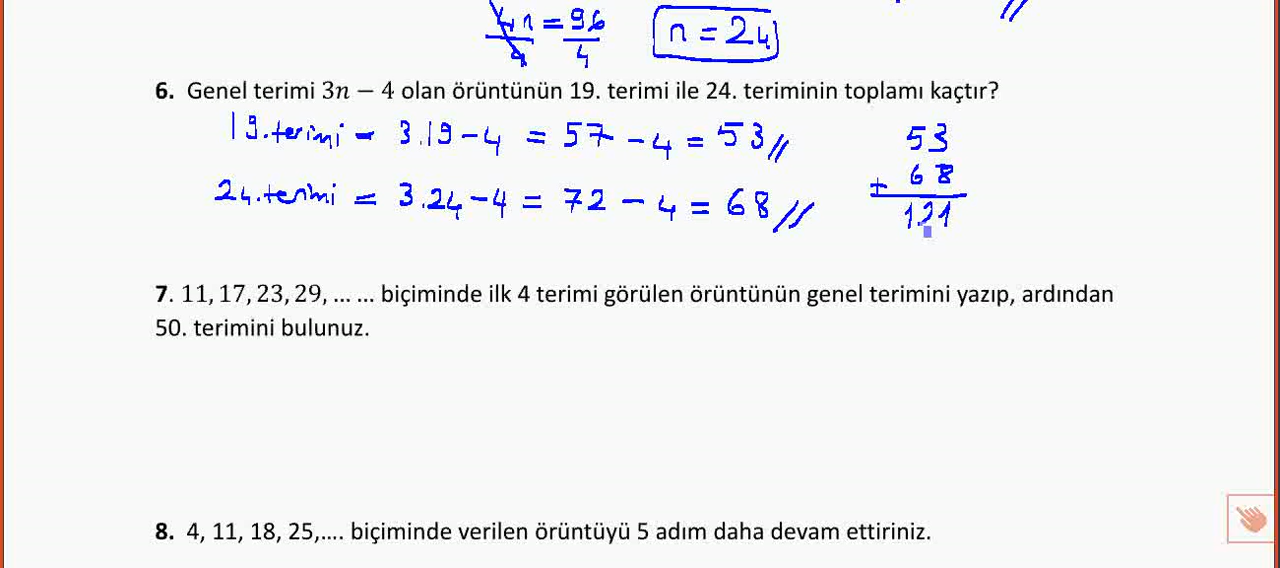 4n = 96 n = 24
4 4
6. Genel terimi 3n − 4 olan örüntünün 19. terimi ile 24. teriminin toplamı kaçtır?
19.terimi = 3.19-4 = 57 - 4 = 53// 53
24.terimi = 3.24-4 = 72 - 4 = 68// + 68
121
7. 11, 17, 23, 29, ... ... biçiminde ilk 4 terimi görülen örüntünün genel terimini yazıp, ardından
50. terimini bulunuz.
8. 4, 11, 18, 25,.... biçiminde verilen örüntüyü 5 adım daha devam ettiriniz.